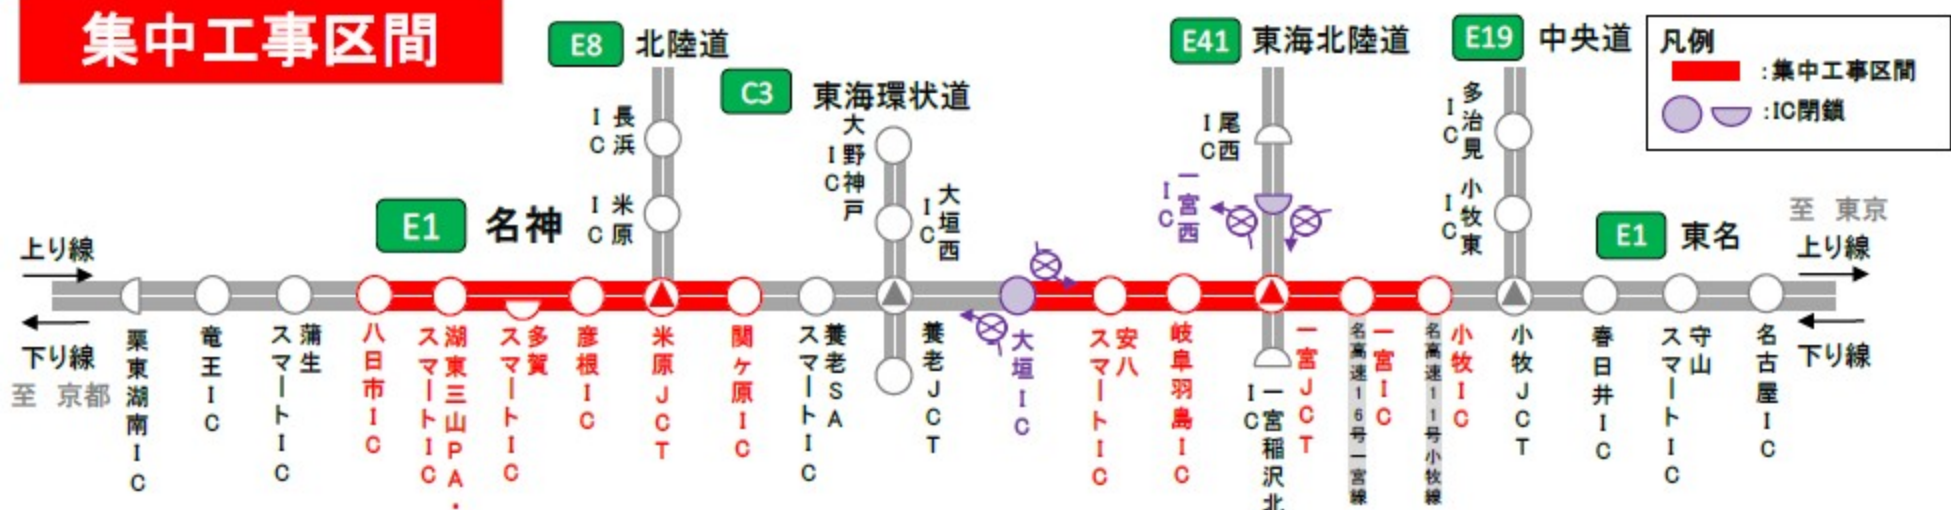 集中工事区間
E8 北陸道
C3 東海環状道
E41 東海北陸道
E19 中央道
凡例
：集中工事区間
：IC閉鎖
長浜IC
米原IC
大野神戸IC
大垣西IC
尾西IC
一宮西IC
多治見IC
小牧東IC
E1 名神
E1 東名
至 東京
上り線
上り線
下り線
至 京都
下り線
栗東湖南IC
竜王IC
蒲生スマートIC
八日市IC
湖東三山PA・スマートIC
多賀スマートIC
彦根IC
米原JCT
関ヶ原IC
養老SAスマートIC
養老JCT
大垣IC
安八スマートIC
岐阜羽島IC
一宮稲沢北IC
一宮JCT
名高速16号一宮線
一宮IC
名高速11号小牧線
小牧IC
小牧JCT
春日井IC
守山スマートIC
名古屋IC